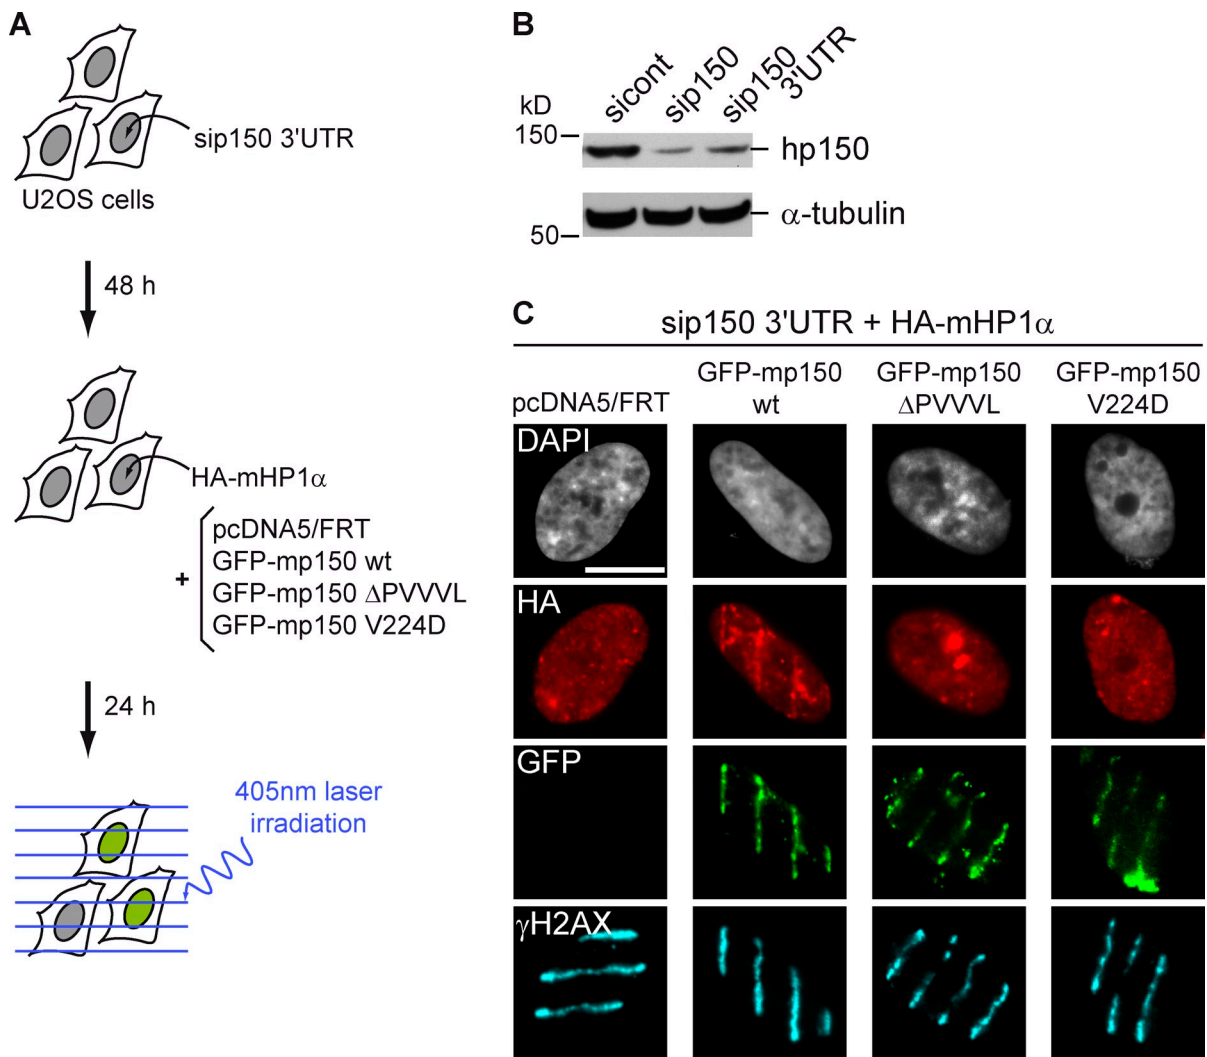 A
sip150 3'UTR
U2OS cells
48 h
HA-mHP1α
+
pcDNA5/FRT
GFP-mp150 wt
GFP-mp150 ΔPVVVL
GFP-mp150 V224D
24 h
405nm laser
irradiation
B
kD
sicont
sip150
sip150
3'UTR
150
hp150
α-tubulin
50
C
sip150 3'UTR + HA-mHP1α
pcDNA5/FRT
GFP-mp150
wt
GFP-mp150
ΔPVVVL
GFP-mp150
V224D
DAPI
HA
GFP
γH2AX